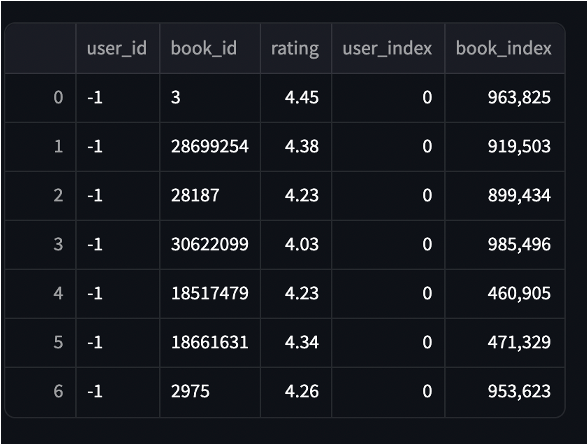 user_id book_id rating user_index book_index
0 -1 3 4.45 0 963,825
1 -1 28699254 4.38 0 919,503
2 -1 28187 4.23 0 899,434
3 -1 30622099 4.03 0 985,496
4 -1 18517479 4.23 0 460,905
5 -1 18661631 4.34 0 471,329
6 -1 2975 4.26 0 953,623